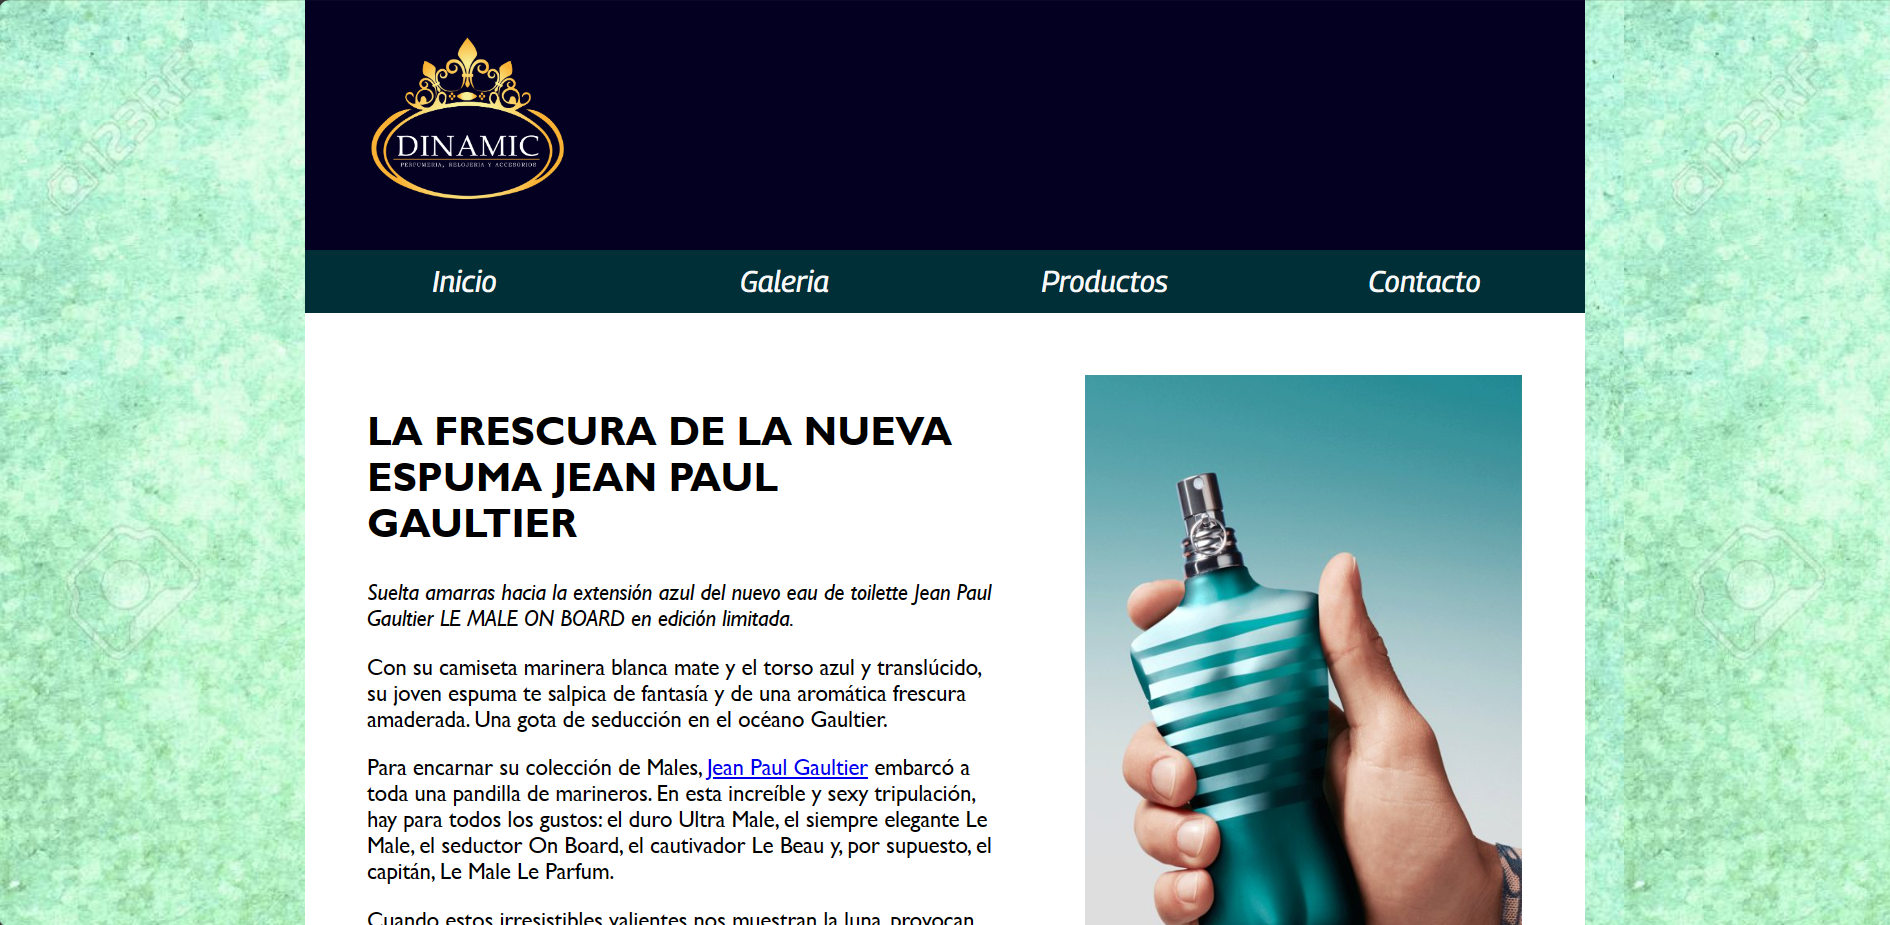 123RF
123RF
DINAMIC
PERFUMERIA, RELOJERIA Y ACCESORIOS
Inicio Galeria Productos Contacto
LA FRESCURA DE LA NUEVA
ESPUMA JEAN PAUL
GAULTIER
Suelta amarras hacia la extensión azul del nuevo eau de toilette Jean Paul
Gaultier LE MALE ON BOARD en edición limitada.
Con su camiseta marinera blanca mate y el torso azul y translúcido,
su joven espuma te salpica de fantasía y de una aromática frescura
amaderada. Una gota de seducción en el océano Gaultier.
Para encarnar su colección de Males, Jean Paul Gaultier embarcó a
toda una pandilla de marineros. En esta increíble y sexy tripulación,
hay para todos los gustos: el duro Ultra Male, el siempre elegante Le
Male, el seductor On Board, el cautivador Le Beau y, por supuesto, el
capitán, Le Male Le Parfum.
Cuando estos irresistibles valientes nos muestran la luna, provocan